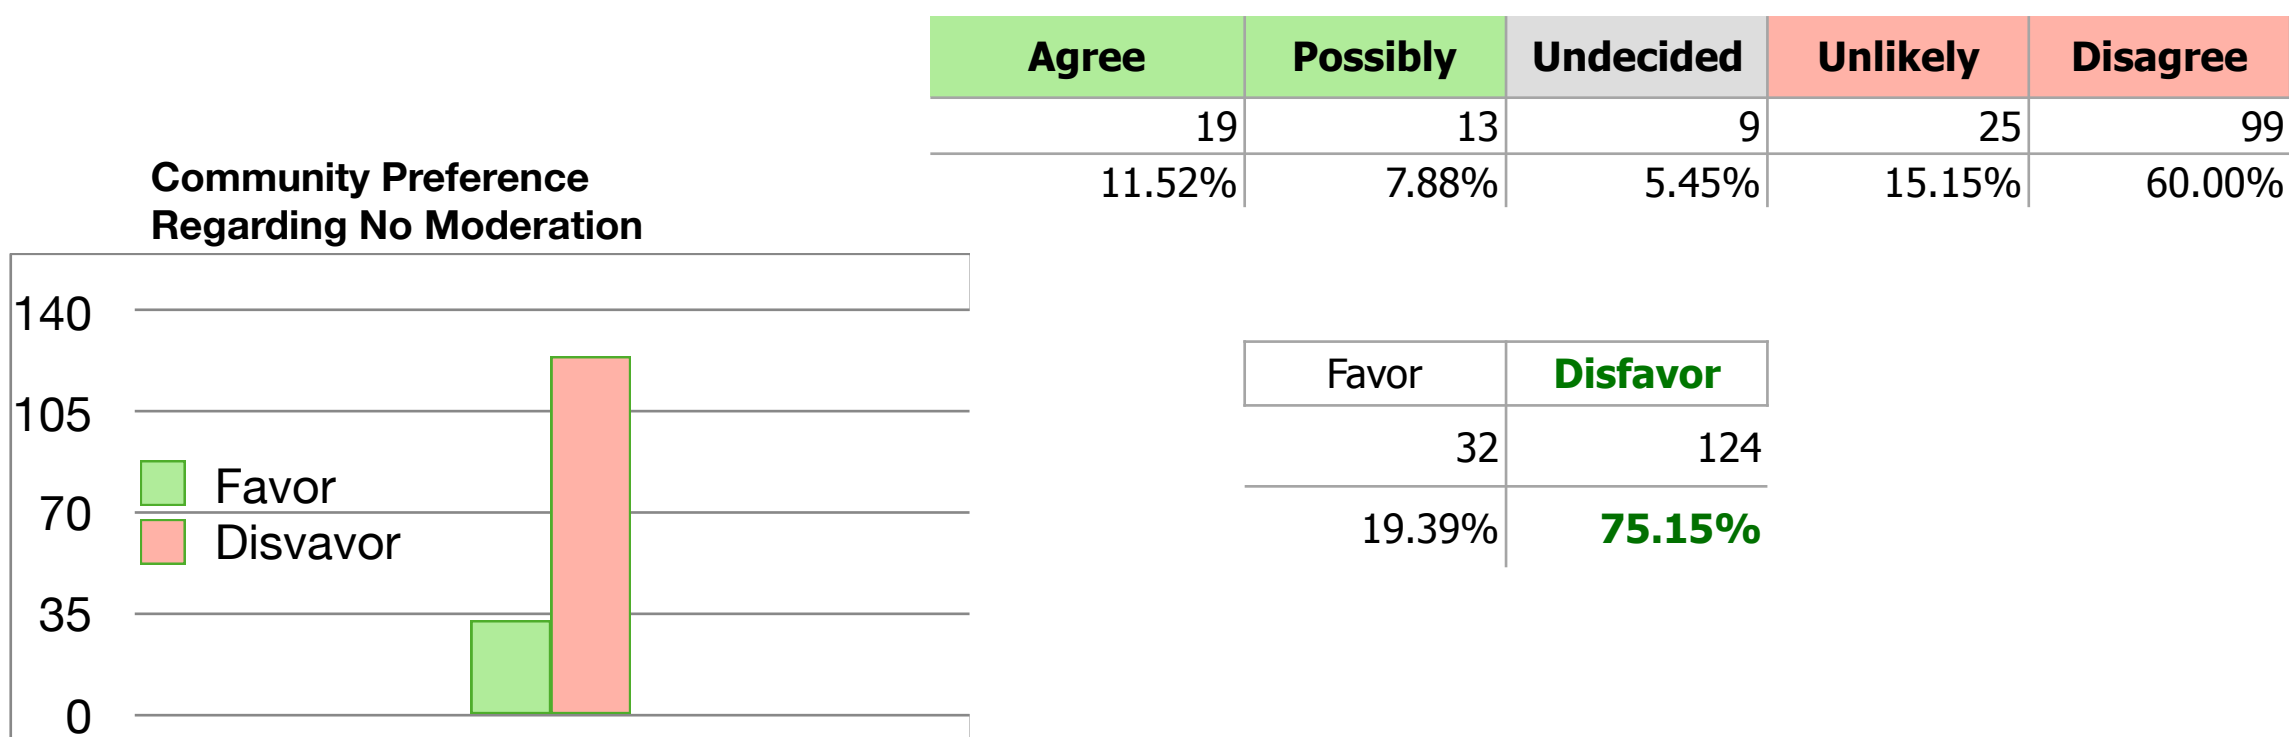 Agree Possibly Undecided Unlikely Disagree
19 13 9 25 99
11.52% 7.88% 5.45% 15.15% 60.00%
Community Preference
Regarding No Moderation
140
105
70
35
0
Favor
Disvavor
Favor Disfavor
32 124
19.39% 75.15%